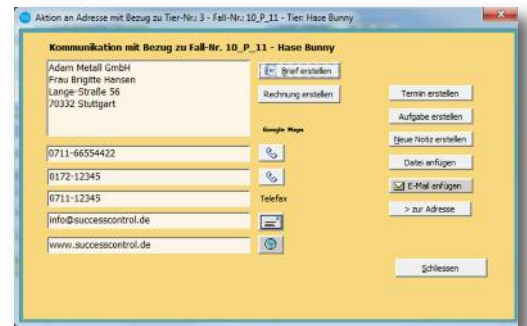 Aktion an Adresse mit Bezug zu Tier-Nr.: 3 - Fall-Nr.: 10_P_11 - Tier: Hase Bunny
Kommunikation mit Bezug zu Fall-Nr. 10_P_11 - Hase Bunny
Adam Metall GmbH
Frau Brigitte Hansen
Lange-Straße 56
70332 Stuttgart
Brief erstellen
Rechnung erstellen
Google Maps
Termin erstellen
Aufgabe erstellen
Neue Notiz erstellen
Datei anfügen
E-Mail anfügen
> zur Adresse
0711-66554422
0172-12345
0711-12345
Telefax
info@successcontrol.de
www.successcontrol.de
Schliessen